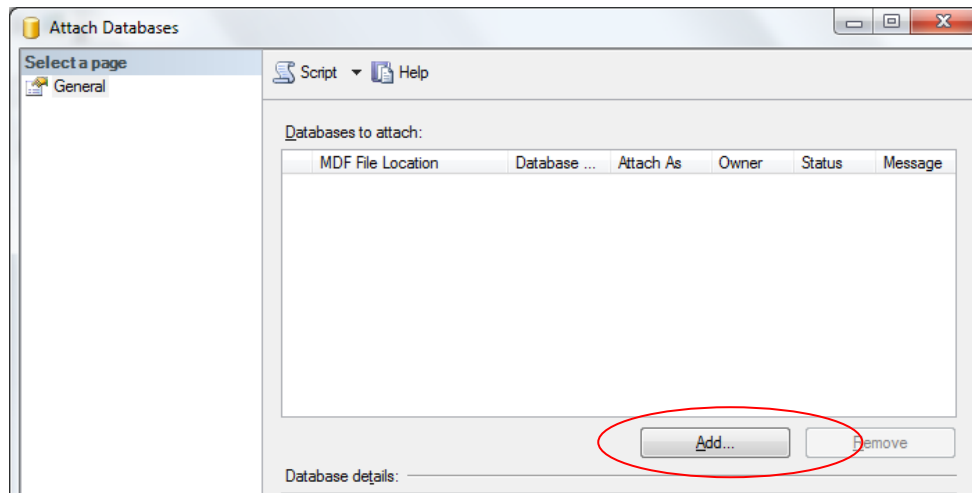 Attach Databases
Select a page
General
Script Help
Databases to attach:
MDF File Location Database ... Attach As Owner Status Message
Add... Remove
Database details: